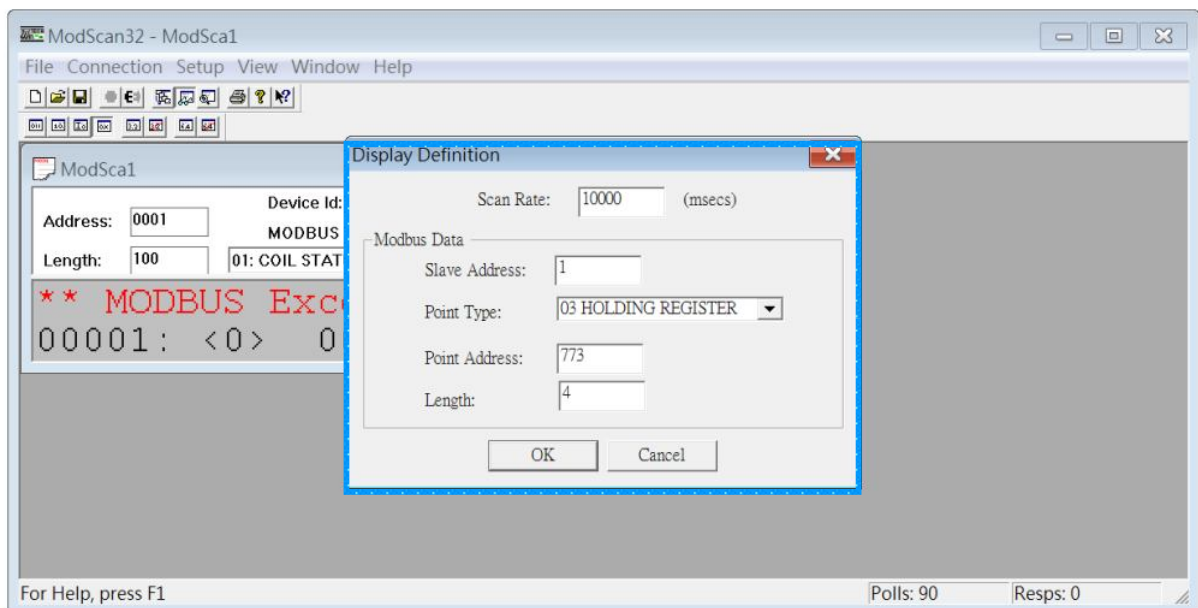 ModScan32 - ModSca1
File Connection Setup View Window Help
ModSca1
Address: 0001
Device Id:
MODBUS
Length: 100
01: COIL STAT
** MODBUS Exc
00001: <0> 0
Display Definition
Scan Rate: 10000 (msecs)
Modbus Data
Slave Address: 1
Point Type: 03 HOLDING REGISTER
Point Address: 773
Length: 4
OK Cancel
For Help, press F1
Polls: 90 Resps: 0